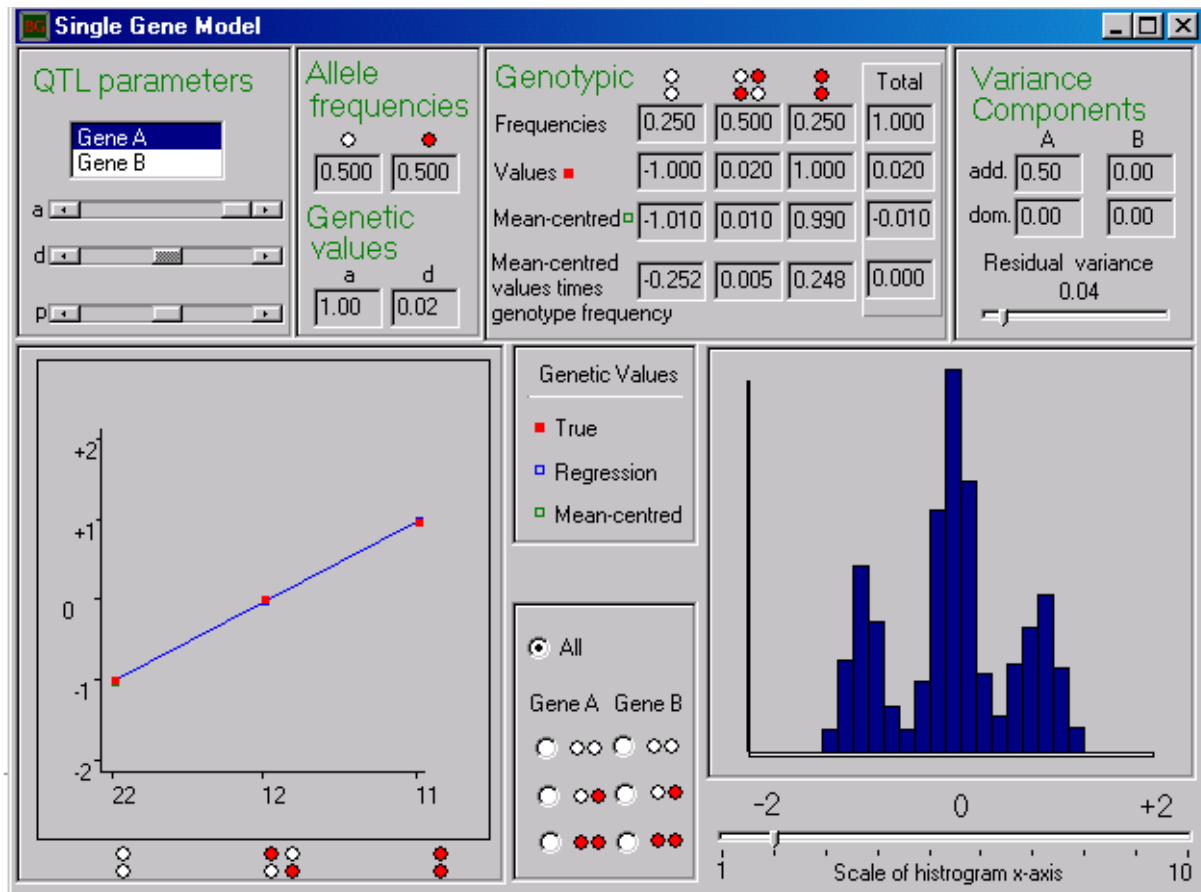 BG Single Gene Model
QTL parameters
Gene A
Gene B
a
d
p
Allele
frequencies
0.500 0.500
Genetic
values
a d
1.00 0.02
Genotypic Total
Frequencies 0.250 0.500 0.250 1.000
Values -1.000 0.020 1.000 0.020
Mean-centred -1.010 0.010 0.990 -0.010
Mean-centred
values times
genotype frequency
-0.252 0.005 0.248 0.000
Variance
Components
A B
add. 0.50 0.00
dom. 0.00 0.00
Residual variance
0.04
+2
+1
0
-1
-2
22 12 11
Genetic Values
True
Regression
Mean-centred
All
Gene A Gene B
-2 0 +2
1 Scale of histrogram x-axis 10